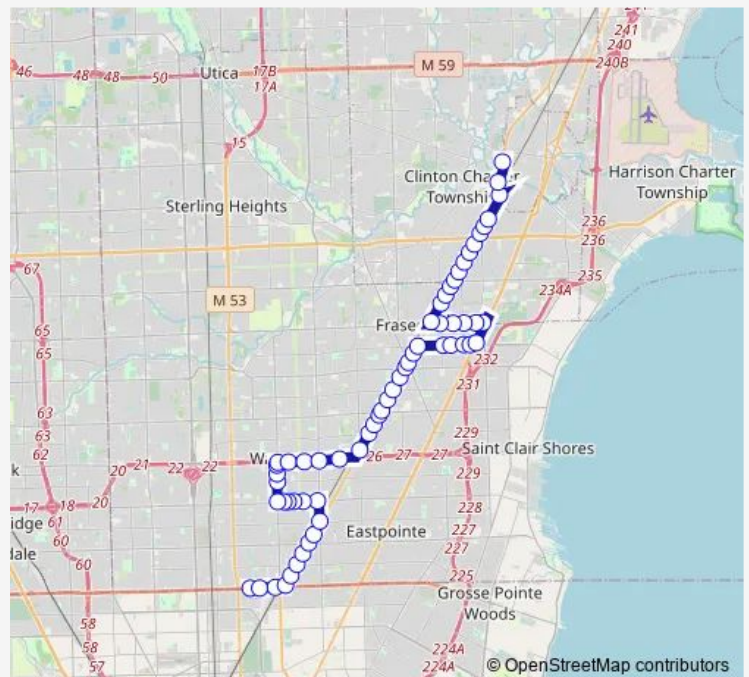 241
240
240B
M 59
46
48
48
50
Utica
17B
17A
15
Clinton Charter
Township
Harrison Charter
Township
Sterling Heights
236
236
235
234A
67
M 53
Frase
65
65
232
231
63
63
62
229
229
Saint Clair Shores
W
20
21
22
22
26
27
27
k
17
18
20
228
228
61
60
60
idge
dale
Eastpointe
227
227
225
Grosse Pointe
Woods
58
58
57
224A
224A
© OpenStreetMap contributors